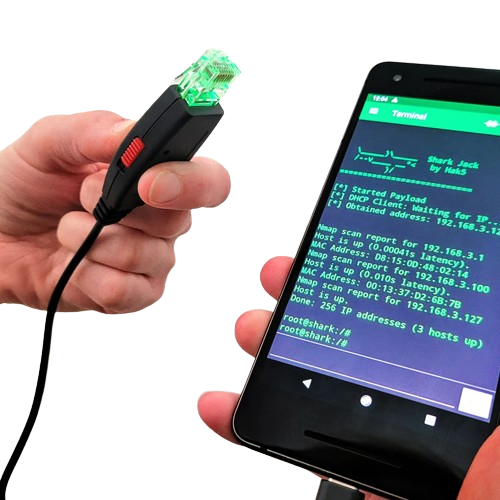 12:04
Terminal
Shark Jack
by Hak5
[*] Started Payload
[*] DHCP Client: Waiting for IP...
[*] Obtained address: 192.168.3.12
Nmap scan report for 192.168.3.1
Host is up (0.00041s latency).
MAC Address: D8:15:0D:48:02:14
Nmap scan report for 192.168.3.100
Host is up (0.010s latency).
MAC Address: 00:13:37:D2:6B:7B
Nmap scan report for 192.168.3.127
Host is up.
Done: 256 IP addresses (3 hosts up)
root@shark:/#
root@shark:/#